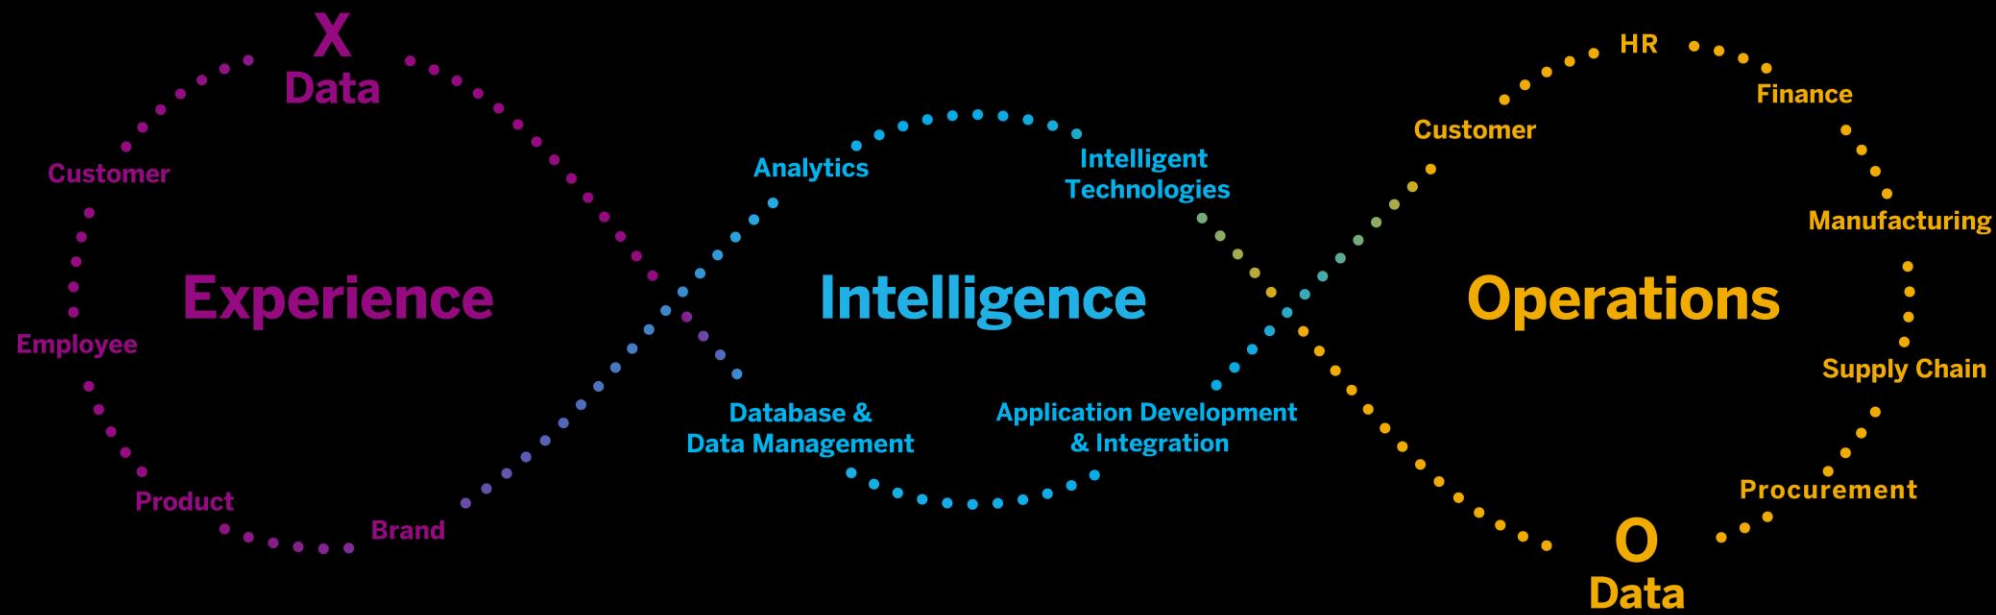 X
Data
Customer
Employee
Product
Brand
Experience
Analytics
Intelligent
Technologies
Intelligence
Database &
Data Management
Application Development
& Integration
HR
Finance
Customer
Manufacturing
Operations
Supply Chain
Procurement
O
Data